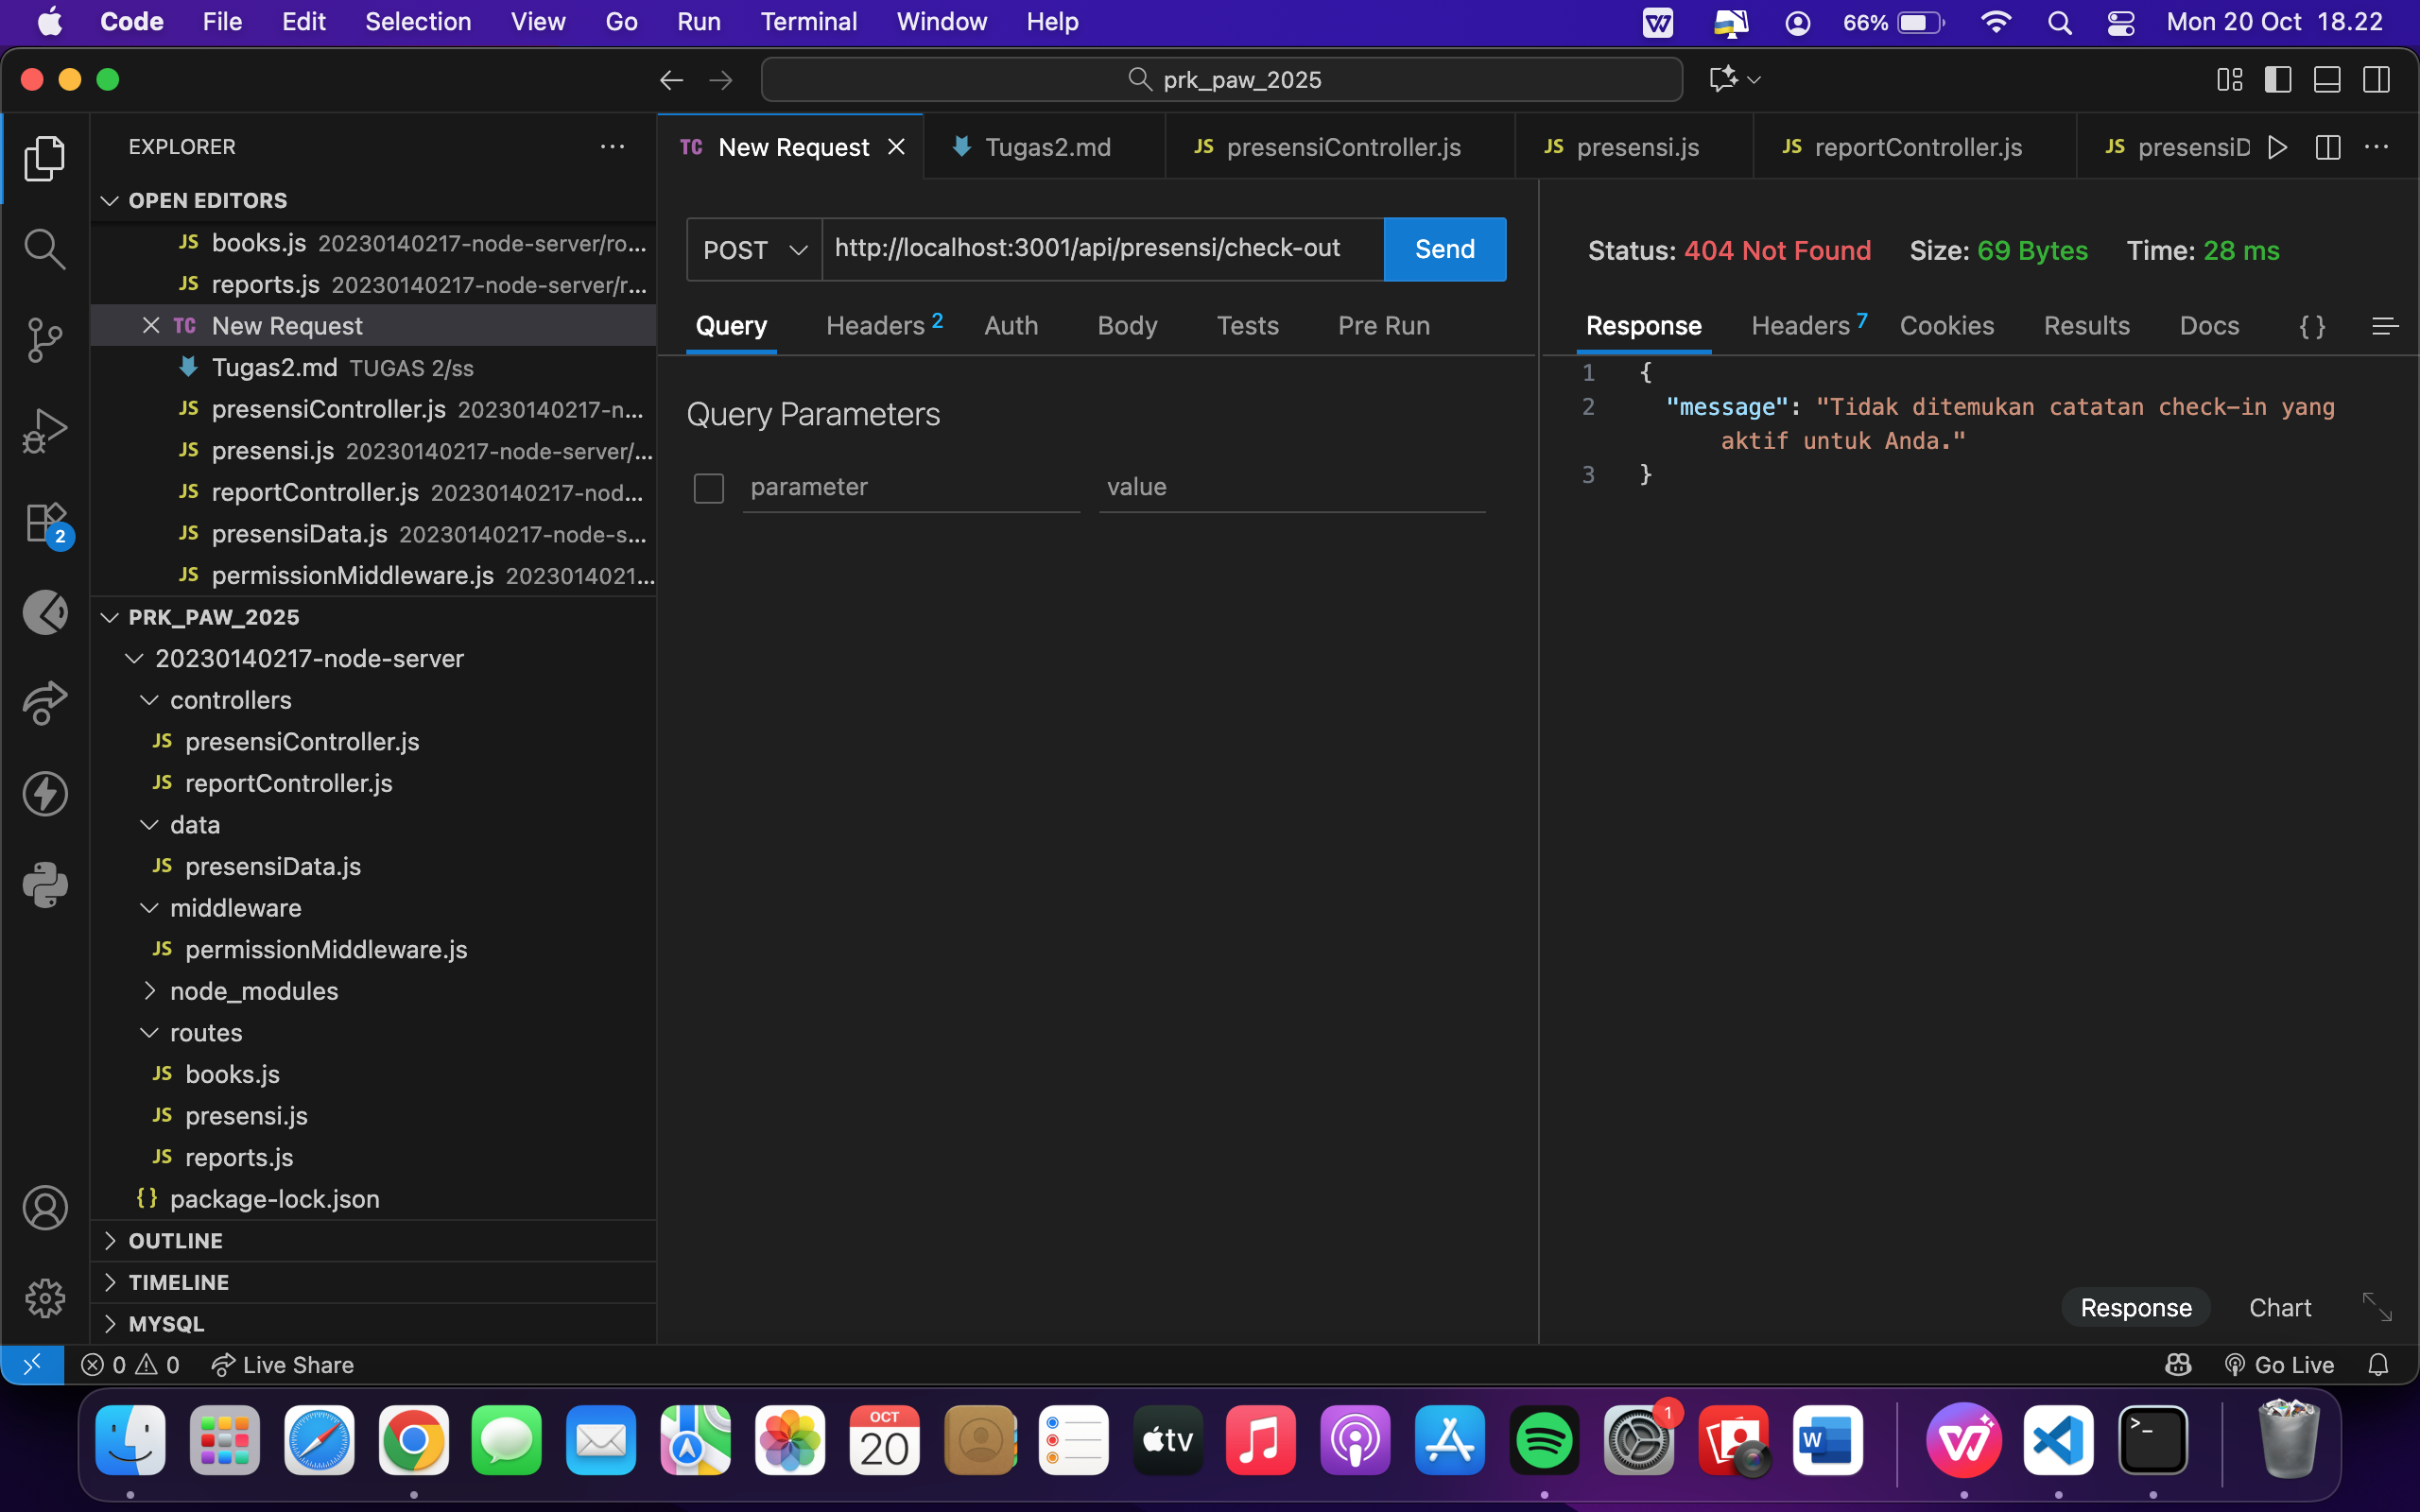 Code File Edit Selection View Go Run Terminal Window Help 66% Mon 20 Oct 18.22
prk_paw_2025
EXPLORER
TC New Request
Tugas2.md
JS presensiController.js
JS presensi.js
JS reportController.js
JS presensiD
OPEN EDITORS
JS books.js 20230140217-node-server/ro...
JS reports.js 20230140217-node-server/r...
TC New Request
Tugas2.md TUGAS 2/ss
JS presensiController.js 20230140217-n...
JS presensi.js 20230140217-node-server/...
JS reportController.js 20230140217-nod...
JS presensiData.js 20230140217-node-s...
JS permissionMiddleware.js 2023014021...
2
PRK_PAW_2025
20230140217-node-server
controllers
JS presensiController.js
JS reportController.js
data
JS presensiData.js
middleware
JS permissionMiddleware.js
node_modules
routes
JS books.js
JS presensi.js
JS reports.js
{} package-lock.json
OUTLINE
TIMELINE
MYSQL
POST http://localhost:3001/api/presensi/check-out Send
Query Headers 2 Auth Body Tests Pre Run
Query Parameters
parameter value
Status: 404 Not Found Size: 69 Bytes Time: 28 ms
Response Headers 7 Cookies Results Docs { }
1 {
2 "message": "Tidak ditemukan catatan check-in yang
aktif untuk Anda."
3 }
Response Chart
0 0 Live Share Go Live
OCT
20
tv
1
W
>_